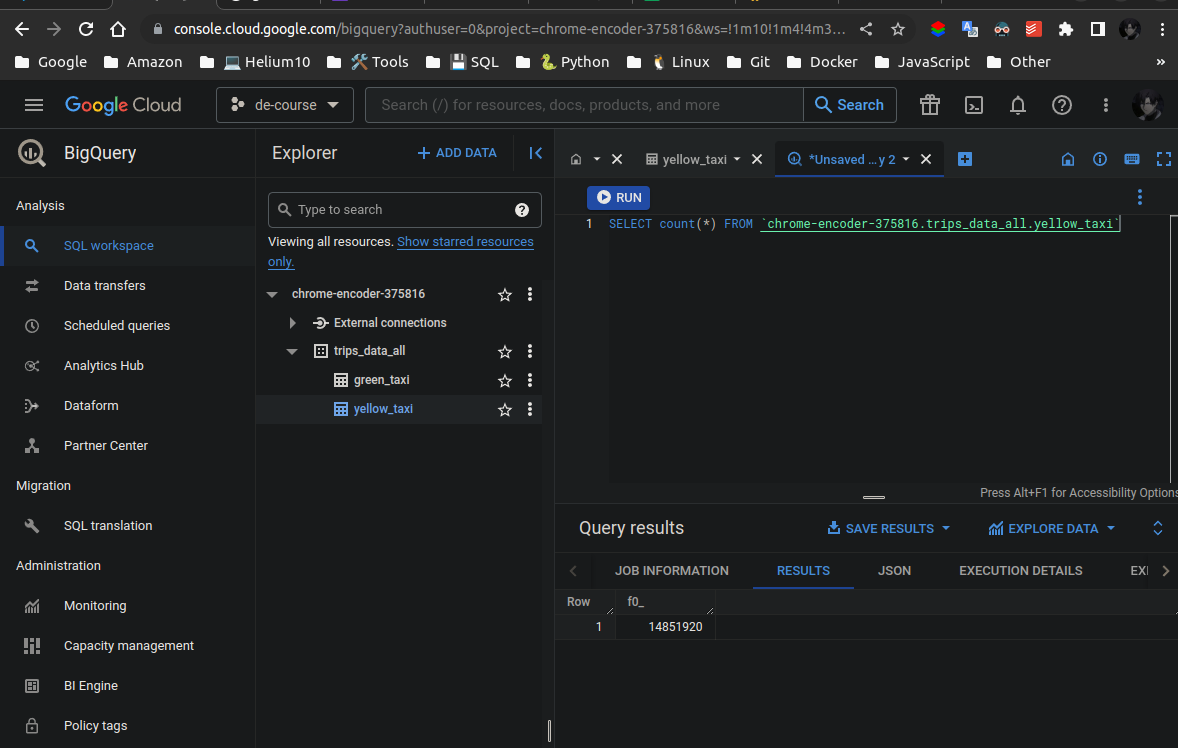 console.cloud.google.com/bigquery?authuser=0&project=chrome-encoder-375816&ws=!1m10!1m4!4m3...
Google Amazon 💻Helium10 🛠Tools 💾SQL 🐍Python 🐧Linux Git Docker JavaScript Other »
Google Cloud de-course Search (/) for resources, docs, products, and more Search
BigQuery
Analysis
SQL workspace
Data transfers
Scheduled queries
Analytics Hub
Dataform
Partner Center
Migration
SQL translation
Administration
Monitoring
Capacity management
BI Engine
Policy tags
Explorer + ADD DATA
Type to search
Viewing all resources. Show starred resources
only.
chrome-encoder-375816
External connections
trips_data_all
green_taxi
yellow_taxi
yellow_taxi *Unsaved ...y 2
RUN
1 SELECT count(*) FROM `chrome-encoder-375816.trips_data_all.yellow_taxi`
Press Alt+F1 for Accessibility Options
Query results SAVE RESULTS EXPLORE DATA
JOB INFORMATION RESULTS JSON EXECUTION DETAILS EX
Row f0_
1 14851920